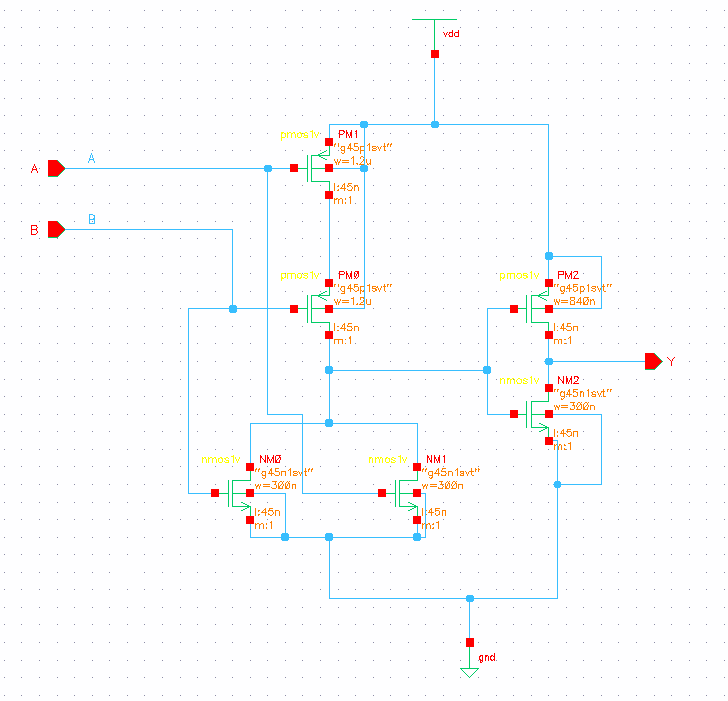 vdd
pmos1v PM1
"g45p1svt"
w=1.2u
l:45n
m:1
A A
B B
pmos1v PM0
"g45p1svt"
w=1.2u
l:45n
m:1
pmos1v PM2
"g45p1svt"
w=840n
l:45n
m:1
Y
nmos1v NM2
"g45n1svt"
w=300n
l:45n
m:1
nmos1v NM0
"g45n1svt"
w=300n
l:45n
m:1
nmos1v NM1
"g45n1svt"
w=300n
l:45n
m:1
gnd